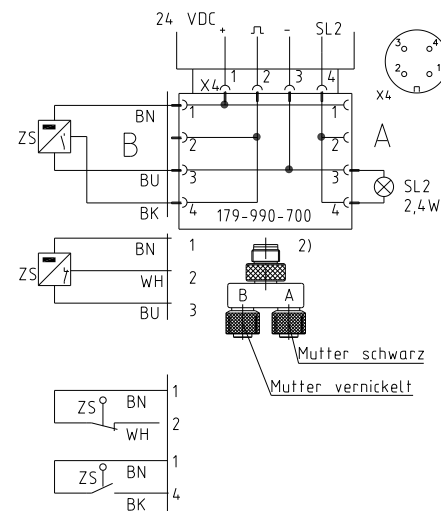 24 VDC + ⎍ - SL2
X4 1 2 3 4
3 4
2 1
X4
ZS BN B 1 1 A
2 2
BU 3 3 SL2
BK 4 4 2,4W
179-990-700
ZS BN 1
WH 2
BU 3
2)
B A
Mutter schwarz
Mutter vernickelt
ZS BN 1
WH 2
ZS BN 1
BK 4